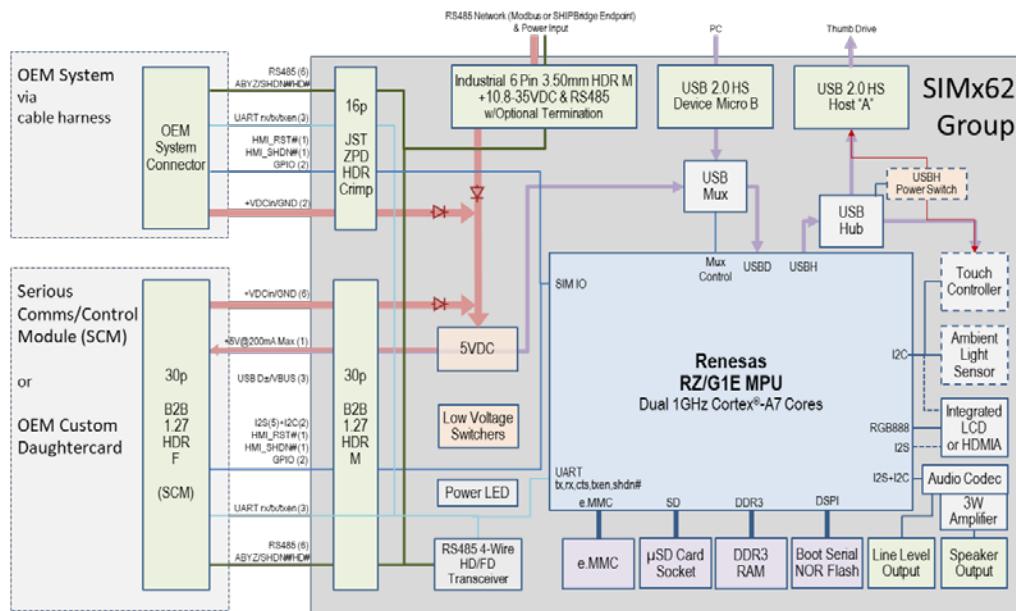 RS485 Network (Modbus or SHIPBridge Endpoint)
& Power Input
PC
Thumb Drive
OEM System
via
cable harness
OEM
System
Connector
RS485 (6)
ABYZ/SHDN#/HD#
UART rx/tx/txen (3)
HMI_RST# (1)
HMI_SHDN# (1)
GPIO (2)
+VDCin/GND (2)
16p
JST
ZPD
HDR
Crimp
Industrial 6 Pin 3.50mm HDR M
+10.8-35VDC & RS485
w/Optional Termination
USB 2.0 HS
Device Micro B
USB 2.0 HS
Host "A"
SIMx62
Group
USB
Mux
USBH
Power Switch
USB
Hub
Serious
Comms/Control
Module (SCM)
or
OEM Custom
Daughtercard
30p
B2B
1.27
HDR
F
(SCM)
+VDCin/GND (6)
+5V@200mA Max (1)
USB D±/VBUS (3)
I2S(5)+I2C(2)
HMI_RST# (1)
HMI_SHDN# (1)
GPIO (2)
UART rx/tx/txen (3)
RS485 (6)
ABYZ/SHDN#/HD#
30p
B2B
1.27
HDR
M
5VDC
Low Voltage
Switchers
Power LED
RS485 4-Wire
HD/FD
Transceiver
SIM IO
Mux
Control
USBD
USBH
Renesas
RZ/G1E MPU
Dual 1GHz Cortex®-A7 Cores
I2C
RGB888
I2S
I2S+I2C
UART
tx,rx,cts,txen,shdn#
e.MMC
SD
DDR3
DSPI
Touch
Controller
Ambient
Light
Sensor
Integrated
LCD
or HDMIA
Audio Codec
3W
Amplifier
e.MMC
µSD Card
Socket
DDR3
RAM
Boot Serial
NOR Flash
Line Level
Output
Speaker
Output